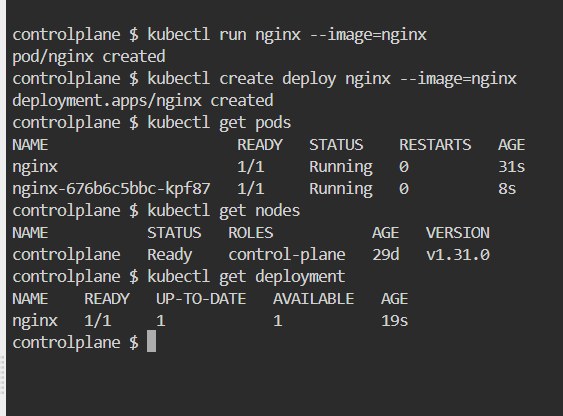 controlplane $ kubectl run nginx --image=nginx
pod/nginx created
controlplane $ kubectl create deploy nginx --image=nginx
deployment.apps/nginx created
controlplane $ kubectl get pods
NAME READY STATUS RESTARTS AGE
nginx 1/1 Running 0 31s
nginx-676b6c5bbc-kpf87 1/1 Running 0 8s
controlplane $ kubectl get nodes
NAME STATUS ROLES AGE VERSION
controlplane Ready control-plane 29d v1.31.0
controlplane $ kubectl get deployment
NAME READY UP-TO-DATE AVAILABLE AGE
nginx 1/1 1 1 19s
controlplane $